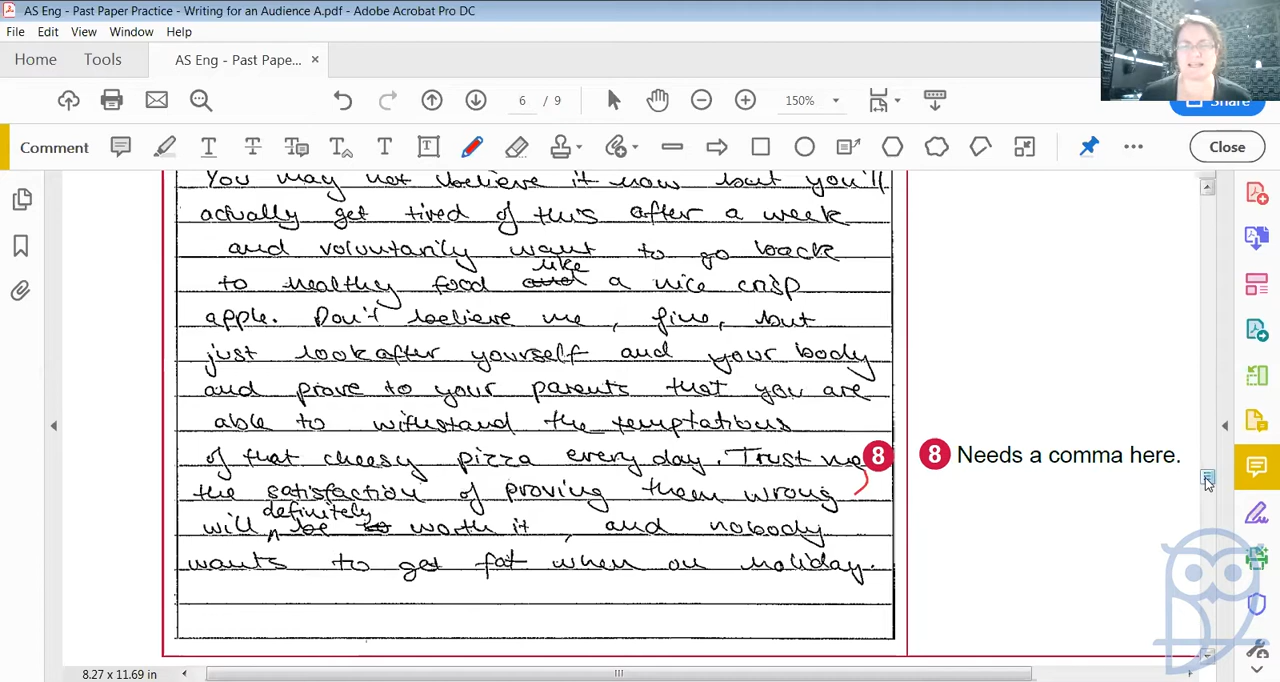 AS Eng - Past Paper Practice - Writing for an Audience A.pdf - Adobe Acrobat Pro DC
File Edit View Window Help
Home Tools AS Eng - Past Pape... ×
6 / 9 150% Share
Comment Close
You may not believe it now but you'll
actually get tired of this after a week
and voluntarily want to go back
like
to healthy food and a nice crisp
apple. Don't believe me, fine, but
just look after yourself and your body
and prove to your parents that you are
able to withstand the temptations
of that cheesy pizza every day. Trust me 8 8 Needs a comma here.
the satisfaction of proving them wrong
definitely
will be to worth it, and nobody
wants to get fat when on holiday.
8.27 x 11.69 in